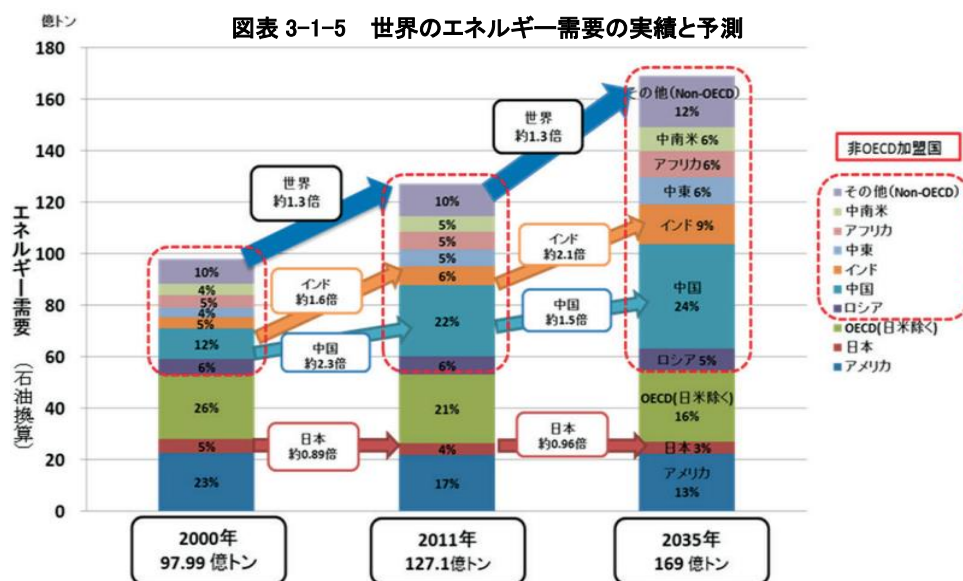 図表 3-1-5　世界のエネルギー需要の実績と予測
億トン
180
160
140
120
100
80
60
40
20
0
エネルギー需要（石油換算）
10%
4%
5%
4%
5%
12%
6%
26%
5%
23%
世界
約1.3倍
インド
約1.6倍
中国
約2.3倍
日本
約0.89倍
10%
5%
5%
5%
6%
22%
6%
21%
4%
17%
世界
約1.3倍
インド
約2.1倍
中国
約1.5倍
日本
約0.96倍
その他(Non-OECD)
12%
中南米 6%
アフリカ 6%
中東 6%
インド 9%
中国
24%
ロシア 5%
OECD(日米除く)
16%
日本 3%
アメリカ
13%
非OECD加盟国
その他(Non-OECD)
中南米
アフリカ
中東
インド
中国
ロシア
OECD(日米除く)
日本
アメリカ
2000年
97.99 億トン
2011年
127.1億トン
2035年
169 億トン